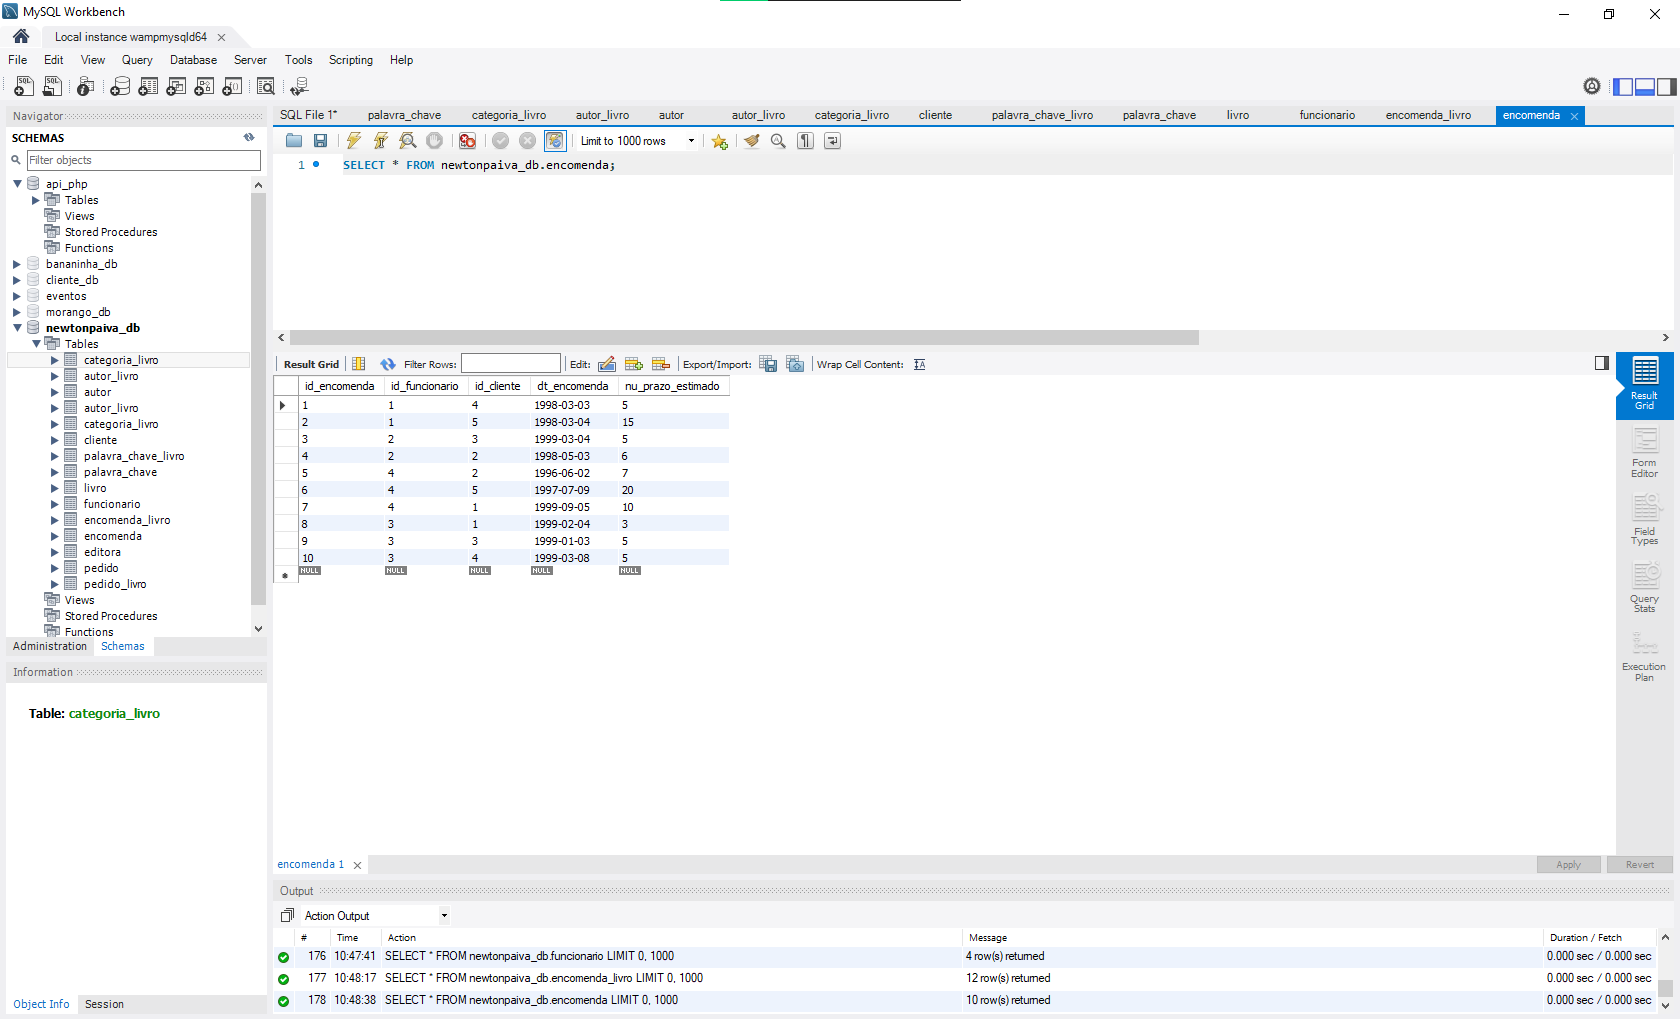 MySQL Workbench
Local instance wampmysqld64
File Edit View Query Database Server Tools Scripting Help
Navigator
SCHEMAS
Filter objects
api_php
Tables
Views
Stored Procedures
Functions
bananinha_db
cliente_db
eventos
morango_db
newtonpaiva_db
Tables
categoria_livro
autor_livro
autor
autor_livro
categoria_livro
cliente
palavra_chave_livro
palavra_chave
livro
funcionario
encomenda_livro
encomenda
editora
pedido
pedido_livro
Views
Stored Procedures
Functions
Administration Schemas
Information
Table: categoria_livro
Object Info Session
SQL File 1* palavra_chave categoria_livro autor_livro autor autor_livro categoria_livro cliente palavra_chave_livro palavra_chave livro funcionario encomenda_livro encomenda
Limit to 1000 rows
1 SELECT * FROM newtonpaiva_db.encomenda;
Result Grid Filter Rows: Edit: Export/Import: Wrap Cell Content:
id_encomenda id_funcionario id_cliente dt_encomenda nu_prazo_estimado
1 1 4 1998-03-03 5
2 1 5 1998-03-04 15
3 2 3 1999-03-04 5
4 2 2 1998-05-03 6
5 4 2 1996-06-02 7
6 4 5 1997-07-09 20
7 4 1 1999-09-05 10
8 3 1 1999-02-04 3
9 3 3 1999-01-03 5
10 3 4 1999-03-08 5
NULL NULL NULL NULL NULL
Result
Grid
Form
Editor
Field
Types
Query
Stats
Execution
Plan
encomenda 1
Apply Revert
Output
Action Output
# Time Action Message Duration / Fetch
176 10:47:41 SELECT * FROM newtonpaiva_db.funcionario LIMIT 0, 1000 4 row(s) returned 0.000 sec / 0.000 sec
177 10:48:17 SELECT * FROM newtonpaiva_db.encomenda_livro LIMIT 0, 1000 12 row(s) returned 0.000 sec / 0.000 sec
178 10:48:38 SELECT * FROM newtonpaiva_db.encomenda LIMIT 0, 1000 10 row(s) returned 0.000 sec / 0.000 sec